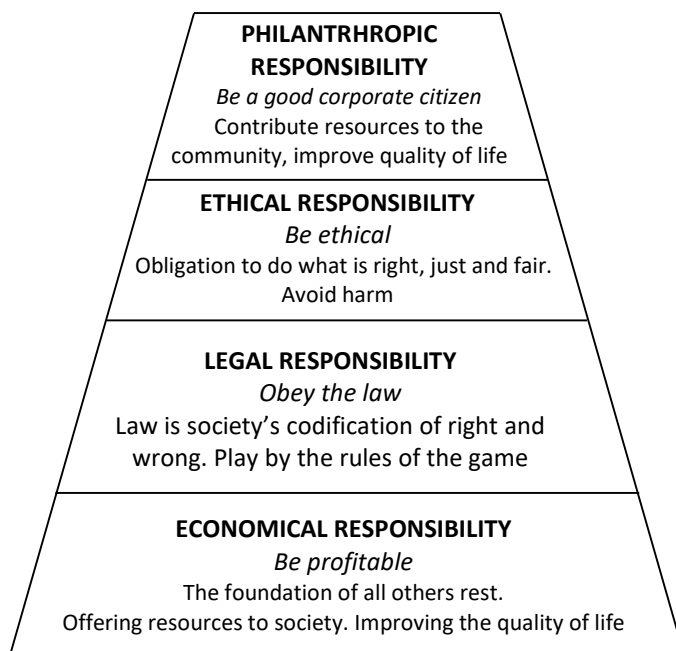 PHILANTRHROPIC
RESPONSIBILITY
Be a good corporate citizen
Contribute resources to the
community, improve quality of life
ETHICAL RESPONSIBILITY
Be ethical
Obligation to do what is right, just and fair.
Avoid harm
LEGAL RESPONSIBILITY
Obey the law
Law is society’s codification of right and
wrong. Play by the rules of the game
ECONOMICAL RESPONSIBILITY
Be profitable
The foundation of all others rest.
Offering resources to society. Improving the quality of life